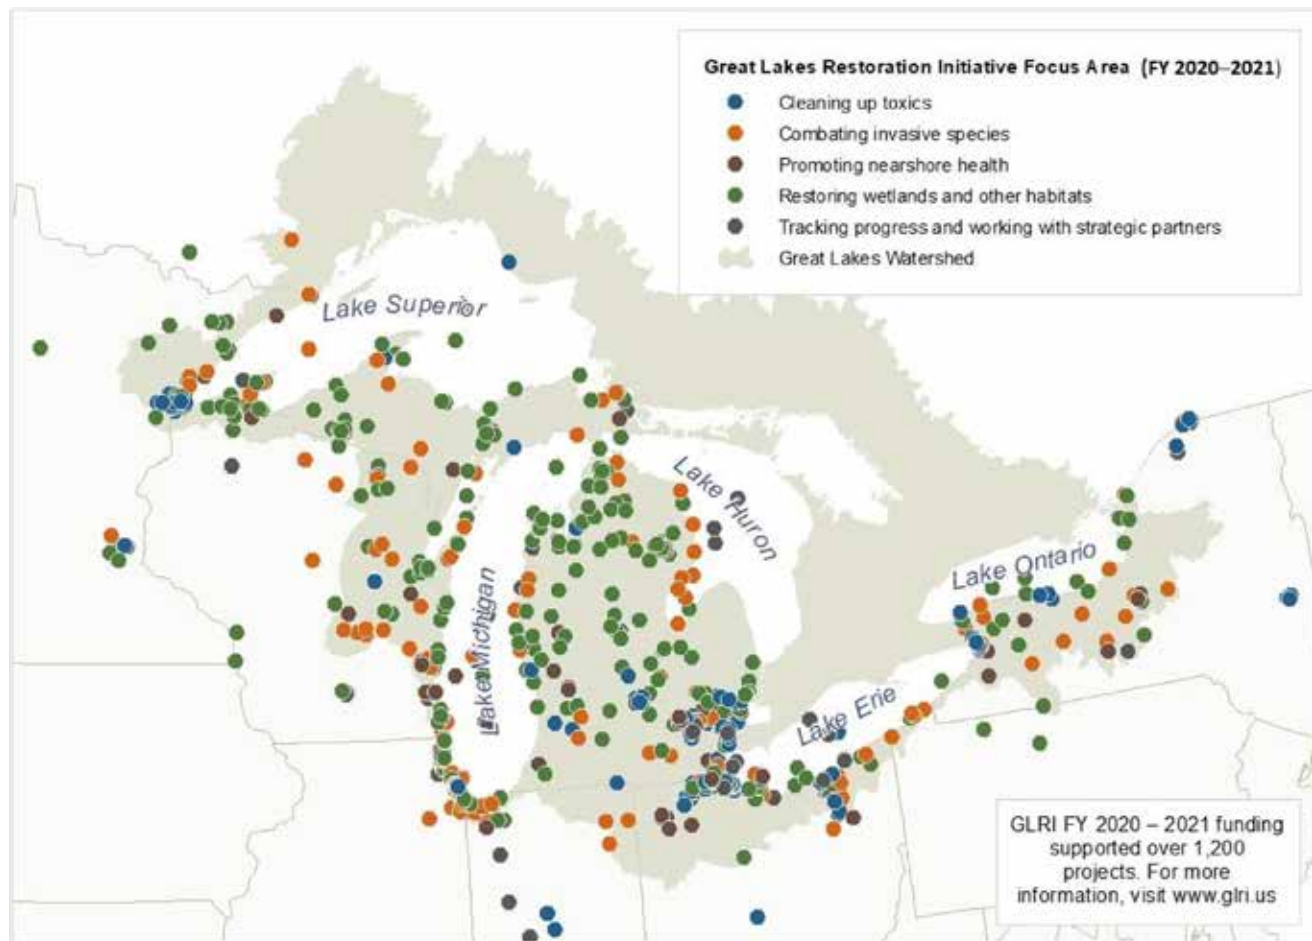 Great Lakes Restoration Initiative Focus Area (FY 2020–2021)
Cleaning up toxics
Combating invasive species
Promoting nearshore health
Restoring wetlands and other habitats
Tracking progress and working with strategic partners
Great Lakes Watershed
Lake Superior
Lake Huron
Lake Ontario
Lake Michigan
Lake Erie
GLRI FY 2020 – 2021 funding
supported over 1,200
projects. For more
information, visit www.glri.us